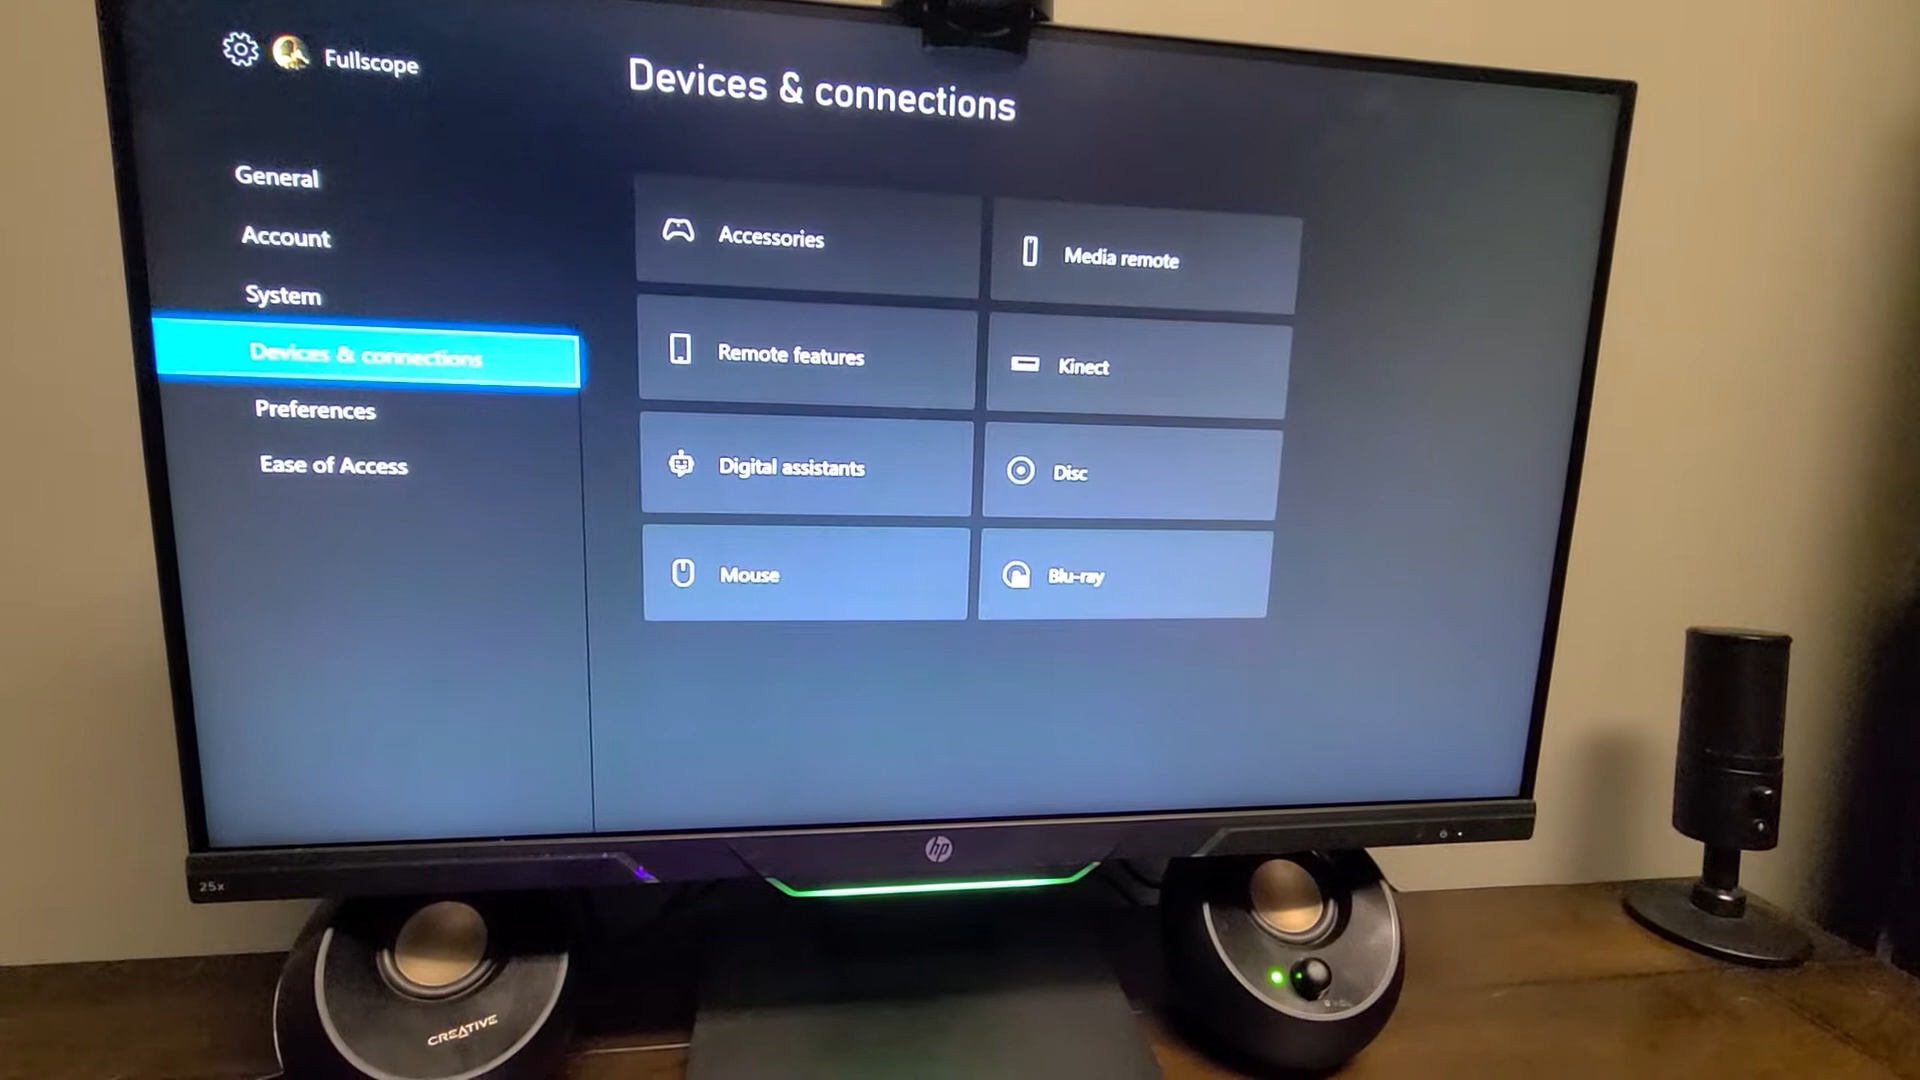 Fullscope
Devices & connections
General
Account
System
Devices & connections
Preferences
Ease of Access
Accessories
Media remote
Remote features
Kinect
Digital assistants
Disc
Mouse
Blu-ray
hp
25x
CREATIVE